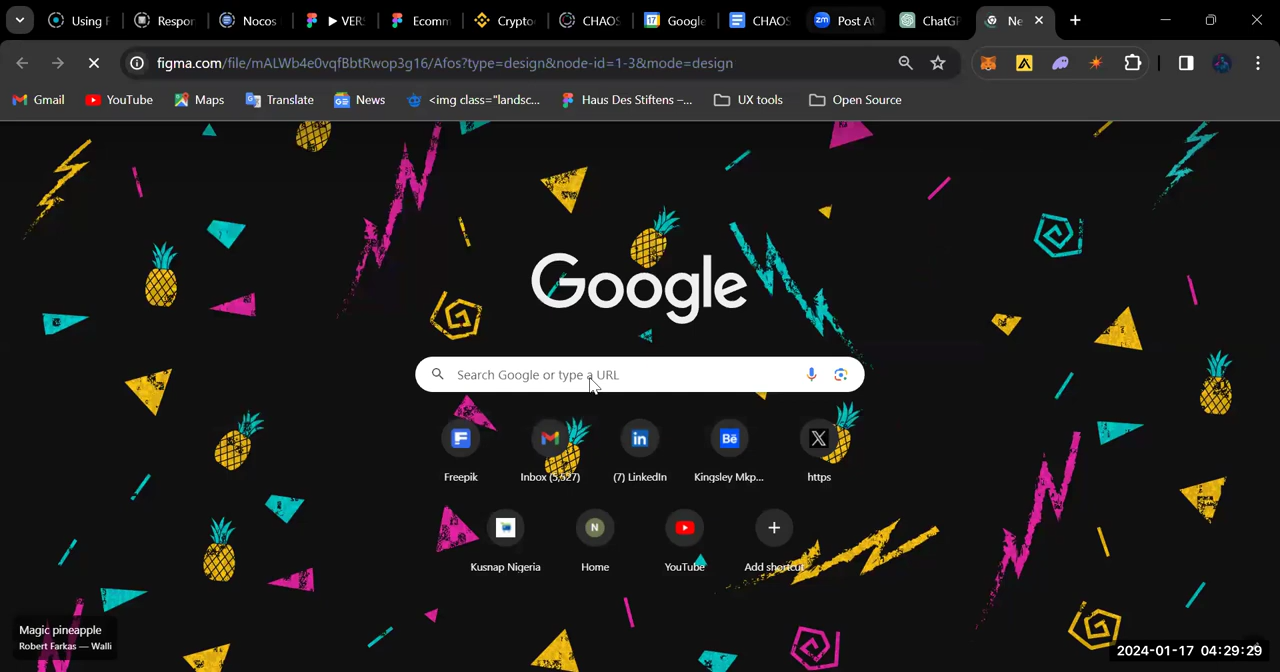 Using F
Respor
Nocos
▶ VER
Ecomm
Crypto
CHAOS
Google
CHAOS
Post At
ChatGF
Ne
figma.com/file/mALWb4e0vqfBbtRwop3g16/Afos?type=design&node-id=1-3&mode=design
Gmail
YouTube
Maps
Translate
News
<img class="landsc...
Haus Des Stiftens –...
UX tools
Open Source
Google
Search Google or type a URL
Freepik
Inbox (5,527)
(7) LinkedIn
Kingsley Mkp...
https
Kusnap Nigeria
Home
YouTube
Add shortcut
Magic pineapple
Robert Farkas — Walli
2024-01-17 04:29:29